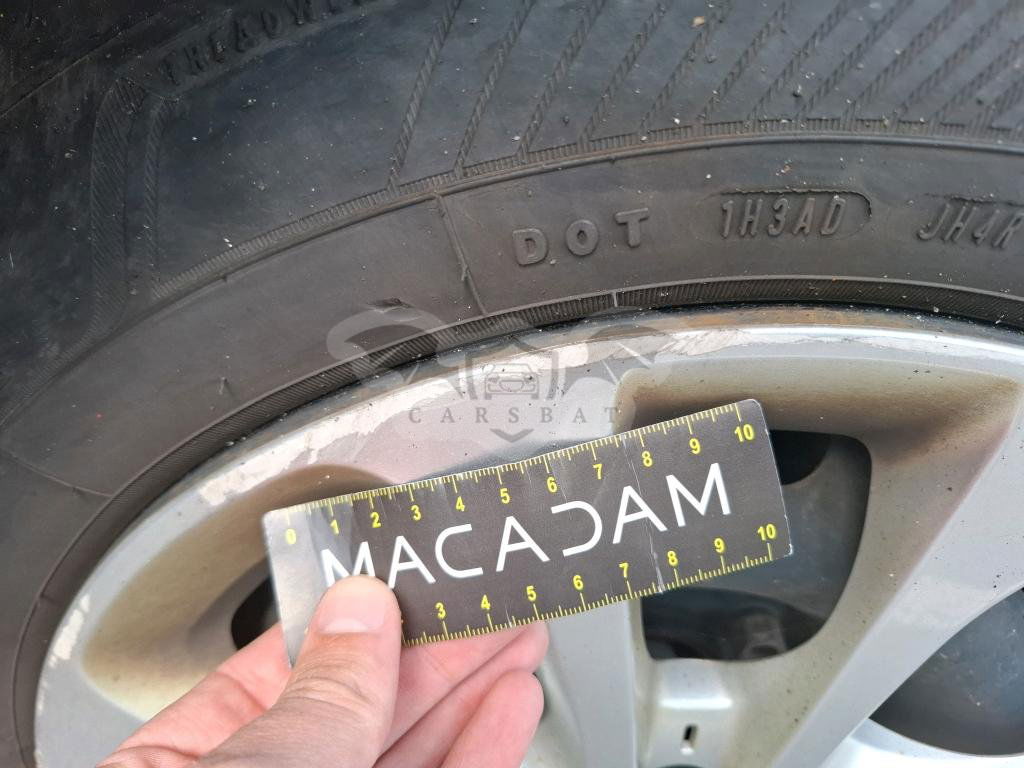 TREADWEAR
DOT 1H3AD JH4R
CARSBAT
0 1 2 3 4 5 6 7 8 9 10
MACADAM
3 4 5 6 7 8 9 10